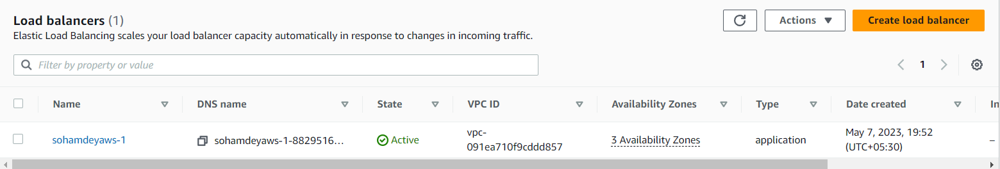 Load balancers (1)
Elastic Load Balancing scales your load balancer capacity automatically in response to changes in incoming traffic.
Actions
Create load balancer
Filter by property or value
1
Name DNS name State VPC ID Availability Zones Type Date created In
sohamdeyaws-1 sohamdeyaws-1-8829516... Active vpc-091ea710f9cddd857 3 Availability Zones application May 7, 2023, 19:52 (UTC+05:30) –